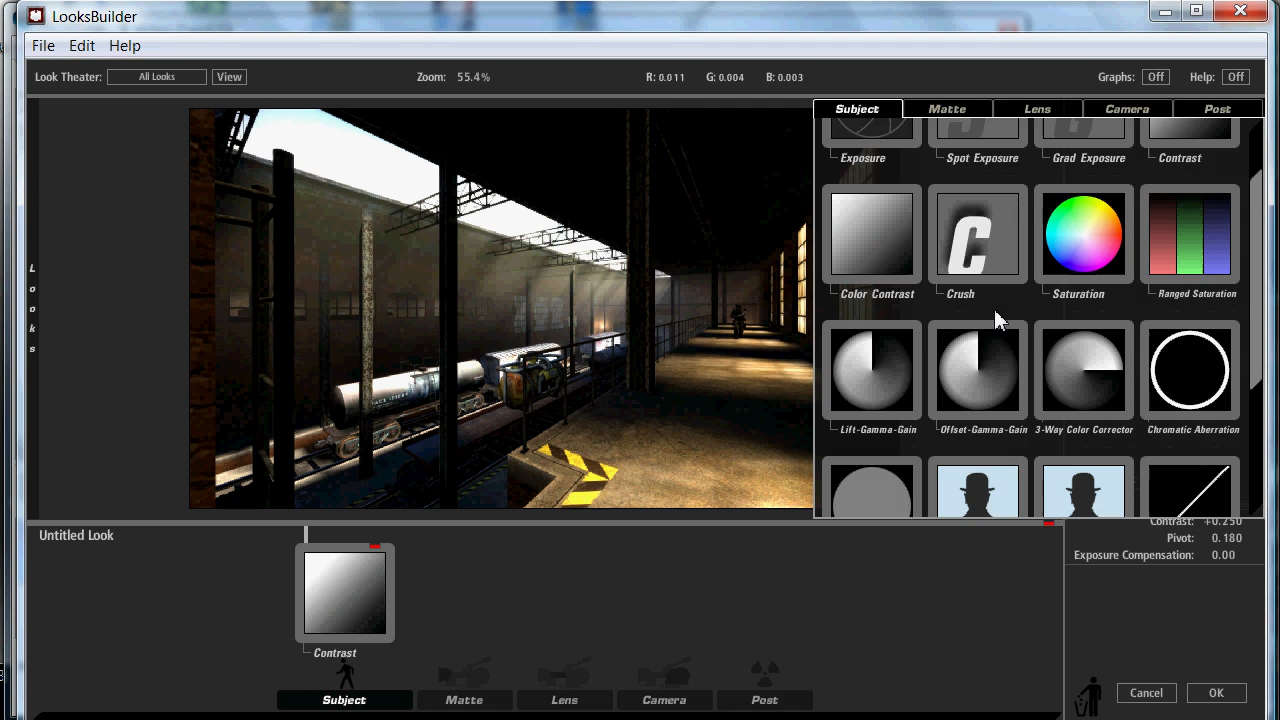 LooksBuilder
File Edit Help
Look Theater: All Looks View Zoom: 55.4% R: 0.011 G: 0.004 B: 0.003 Graphs: Off Help: Off
Subject Matte Lens Camera Post
Exposure Spot Exposure Grad Exposure Contrast
C
Looks
Color Contrast Crush Saturation Ranged Saturation
Lift-Gamma-Gain Offset-Gamma-Gain 3-Way Color Corrector Chromatic Aberration
Untitled Look
Contrast: +0.250
Pivot: 0.180
Exposure Compensation: 0.00
Contrast
Subject Matte Lens Camera Post
Cancel OK